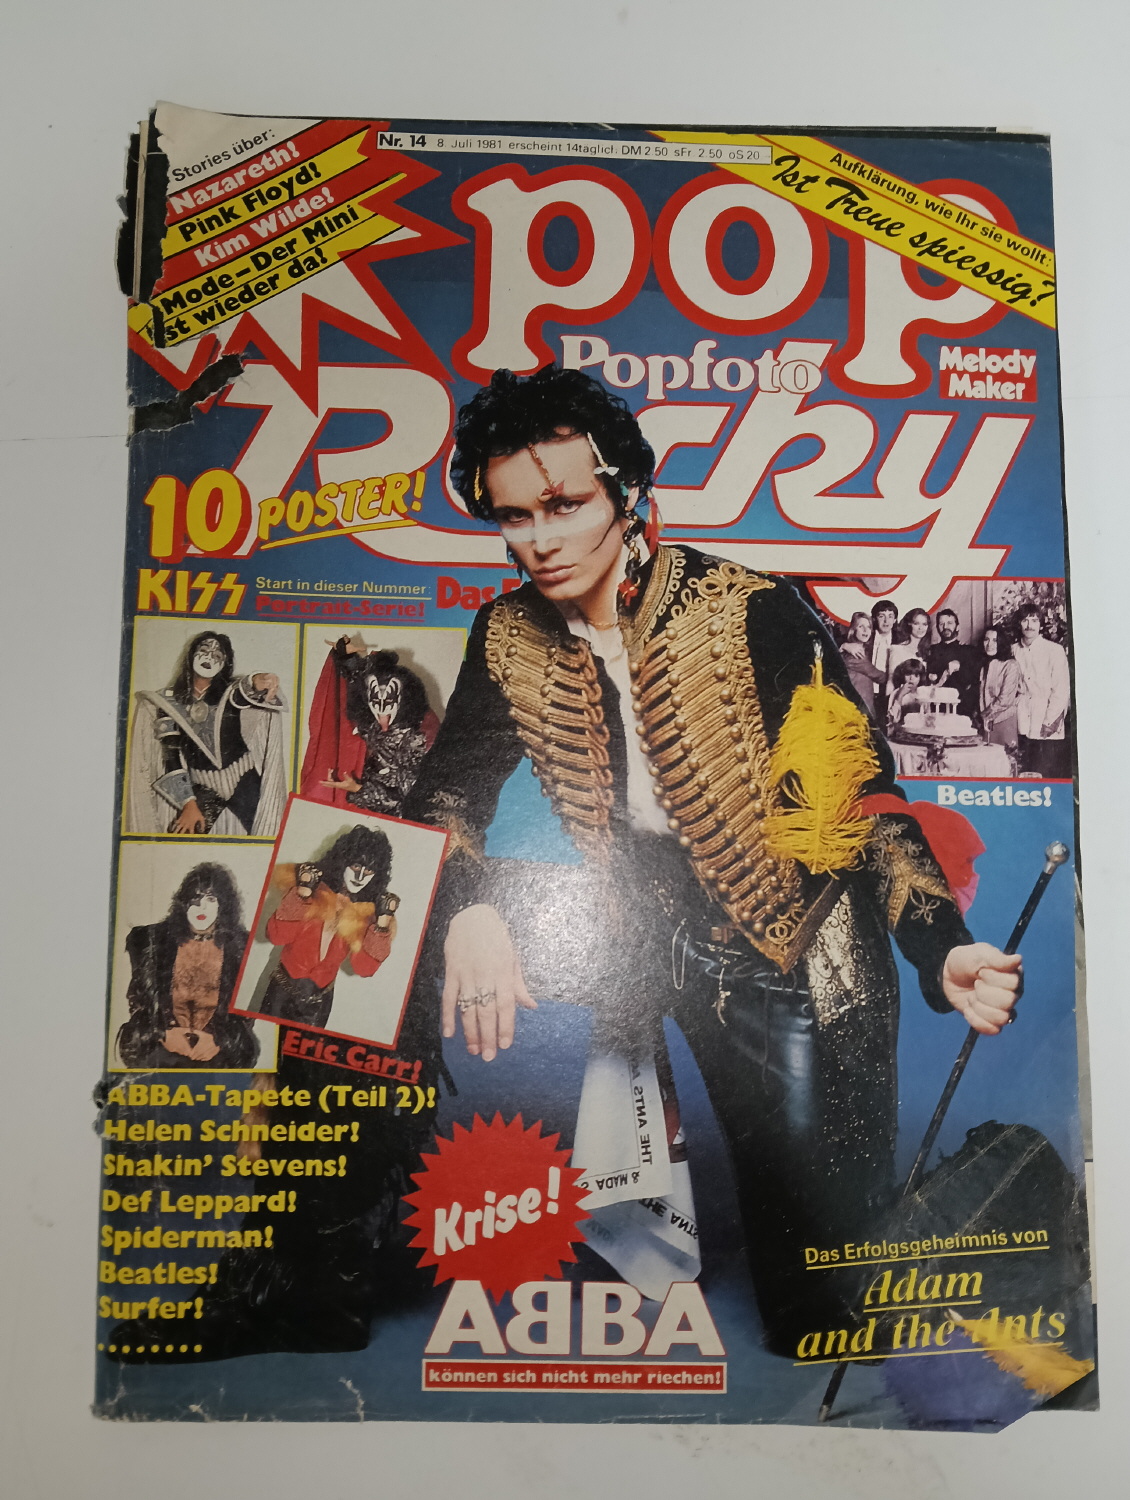 Stories über:
Nazareth!
Pink Floyd!
Kim Wilde!
Mode-Der Mini
ist wieder da!
Nr. 14 8. Juli 1981 erscheint 14täglich. DM 2.50 sFr. 2.50 öS 20
Aufklärung, wie Ihr sie wollt:
Ist Treue spiessig?
pop
Popfoto
Melody
Maker
Rocky
10 POSTER!
KISS
Start in dieser Nummer:
Portrait-Serie!
Das
Beatles!
Eric Carr!
ABBA-Tapete (Teil 2)!
Helen Schneider!
Shakin' Stevens!
Def Leppard!
Spiderman!
Beatles!
Surfer!
........
Krise!
ABBA
können sich nicht mehr riechen!
THE ANTS
Das Erfolgsgeheimnis von
Adam
and the Ants